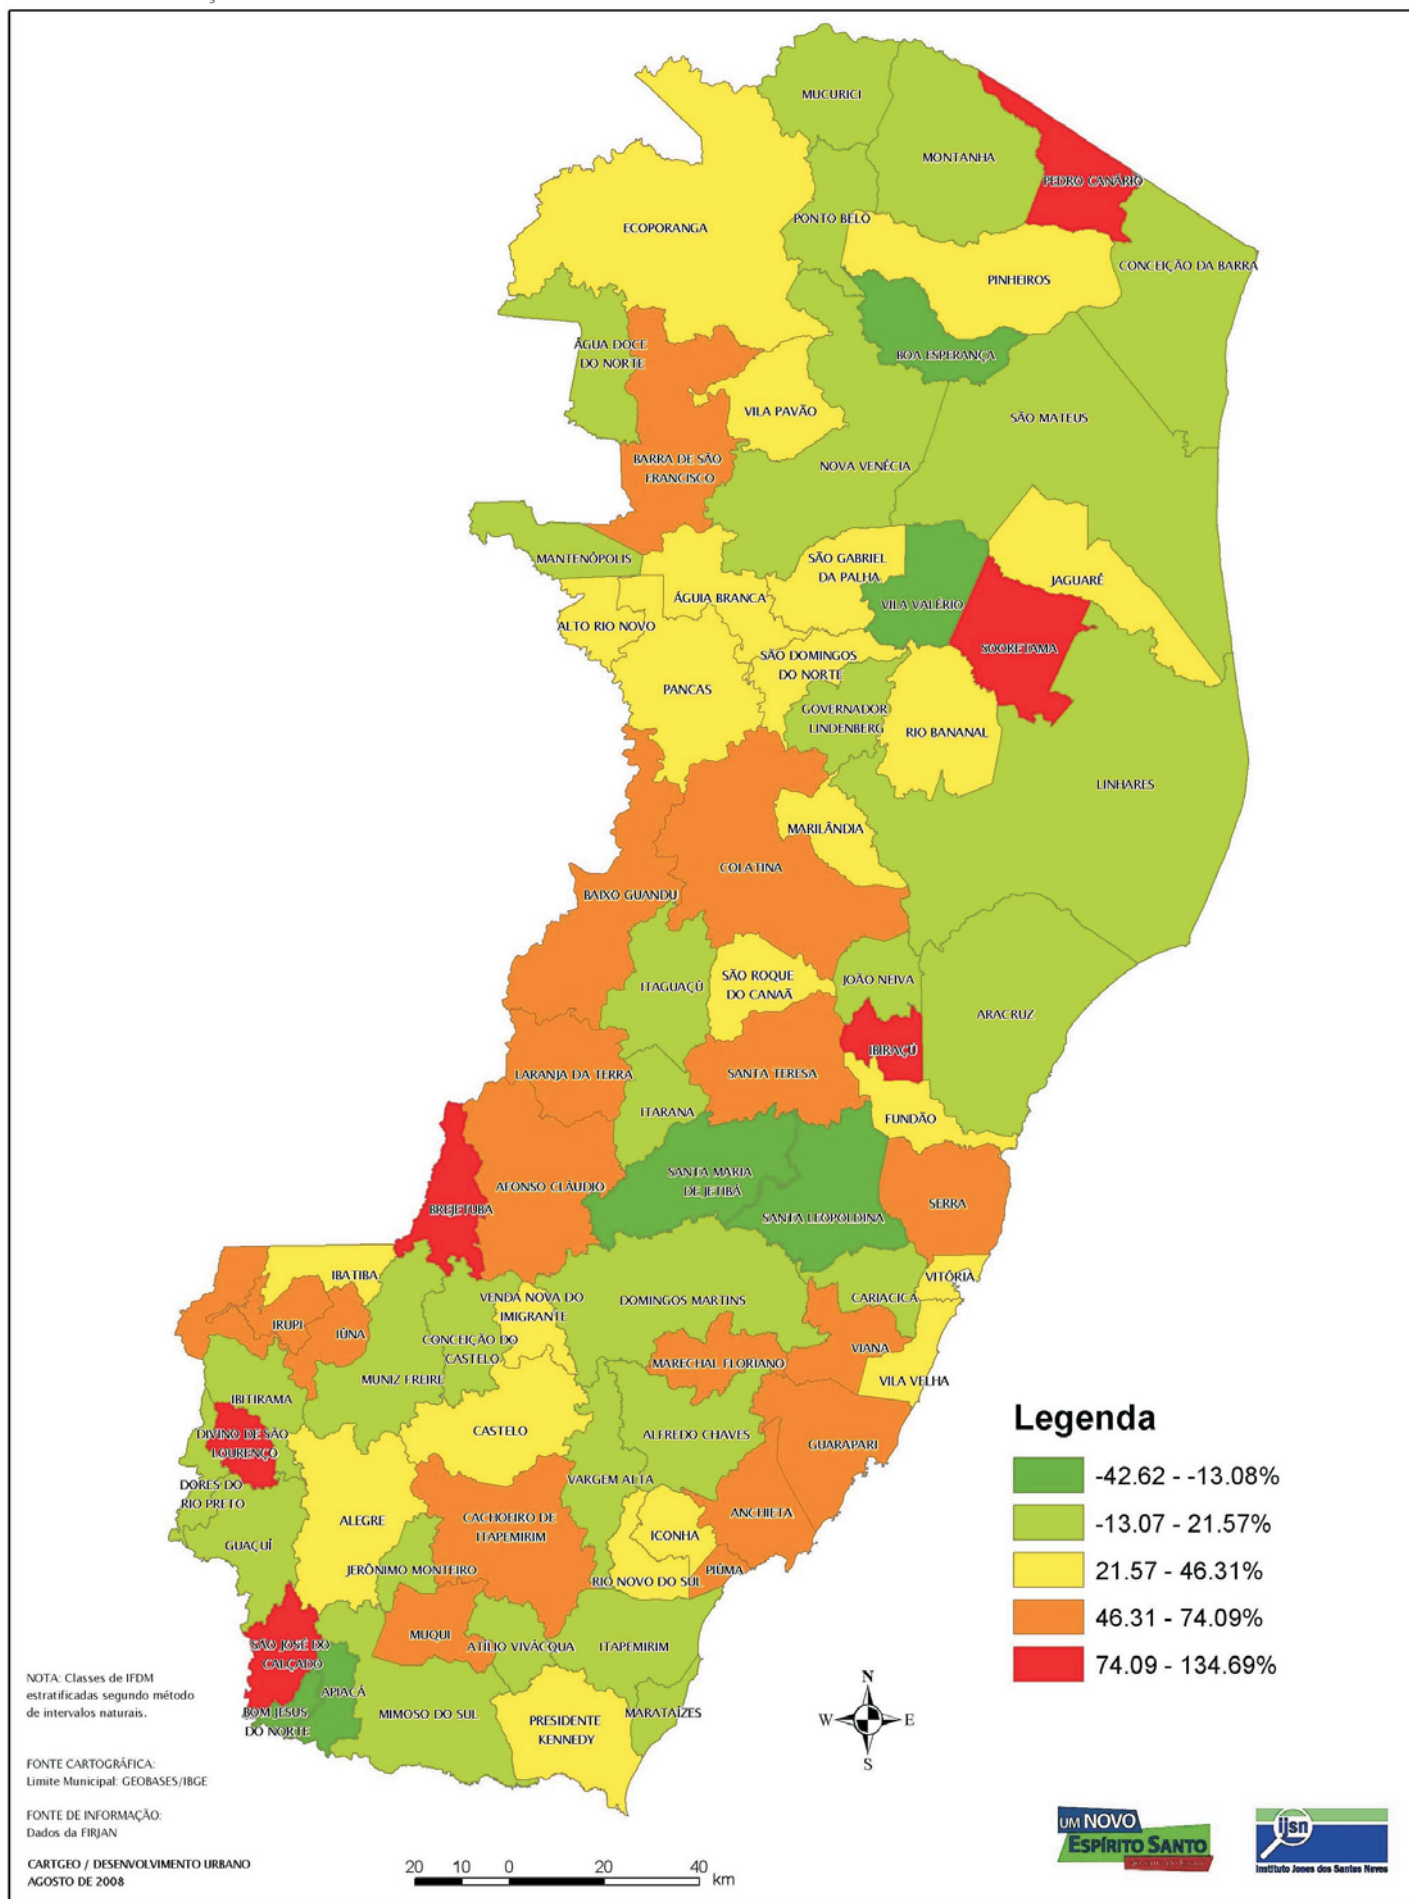 MUCURICI
MONTANHA
PEDRO CANÁRIO
PONTO BELO
ECOPORANGA
CONCEIÇÃO DA BARRA
PINHEIROS
ÁGUA DOCE
DO NORTE
BOA ESPERANÇA
VILA PAVÃO
SÃO MATEUS
BARRA DE SÃO
FRANCISCO
NOVA VENÉCIA
MANTENÓPOLIS
SÃO GABRIEL
DA PALHA
JAGUARÉ
ÁGUIA BRANCA
VILA VALÉRIO
ALTO RIO NOVO
SOORETAMA
SÃO DOMINGOS
DO NORTE
PANCAS
GOVERNADOR
LINDENBERG
RIO BANANAL
LINHARES
MARILÂNDIA
COLATINA
BAIXO GUANDU
SÃO ROQUE
DO CANAÃ
JOÃO NEIVA
ITAGUAÇÚ
ARACRUZ
IBIRAÇÚ
LARANJA DA TERRA
SANTA TERESA
ITARANA
FUNDÃO
SANTA MARIA
DE JETIBÁ
AFONSO CLÁUDIO
BREJETUBA
SANTA LEOPOLDINA
SERRA
IBATIBA
VITÓRIA
VENDA NOVA DO
IMIGRANTE
DOMINGOS MARTINS
CARIACICA
IRUPI
IÚNA
CONCEIÇÃO DO
CASTELO
VIANA
MARECHAL FLORIANO
MUNIZ FREIRE
VILA VELHA
IBITIRAMA
DIVINO DE SÃO
LOURENÇO
CASTELO
ALFREDO CHAVES
GUARAPARI
DORES DO
RIO PRETO
VARGEM ALTA
ANCHIETA
ALEGRE
CACHOEIRO DE
ITAPEMIRIM
ICONHA
GUAÇUÍ
JERÔNIMO MONTEIRO
RIO NOVO DO SUL
PIÚMA
MUQUI
SÃO JOSÉ DO
CALÇADO
ATÍLIO VIVÁCQUA
ITAPEMIRIM
APIACÁ
BOM JESUS
DO NORTE
MIMOSO DO SUL
PRESIDENTE
KENNEDY
MARATAÍZES
Legenda
-42.62 - -13.08%
-13.07 - 21.57%
21.57 - 46.31%
46.31 - 74.09%
74.09 - 134.69%
N
W E
S
NOTA: Classes de IFDM
estratificadas segundo método
de intervalos naturais.
FONTE CARTOGRÁFICA:
Limite Municipal: GEOBASES/IBGE
FONTE DE INFORMAÇÃO:
Dados da FIRJAN
CARTGEO / DESENVOLVIMENTO URBANO
AGOSTO DE 2008
20 10 0 20 40
km
UM NOVO
ESPÍRITO SANTO
ijsn
Instituto Jones dos Santos Neves